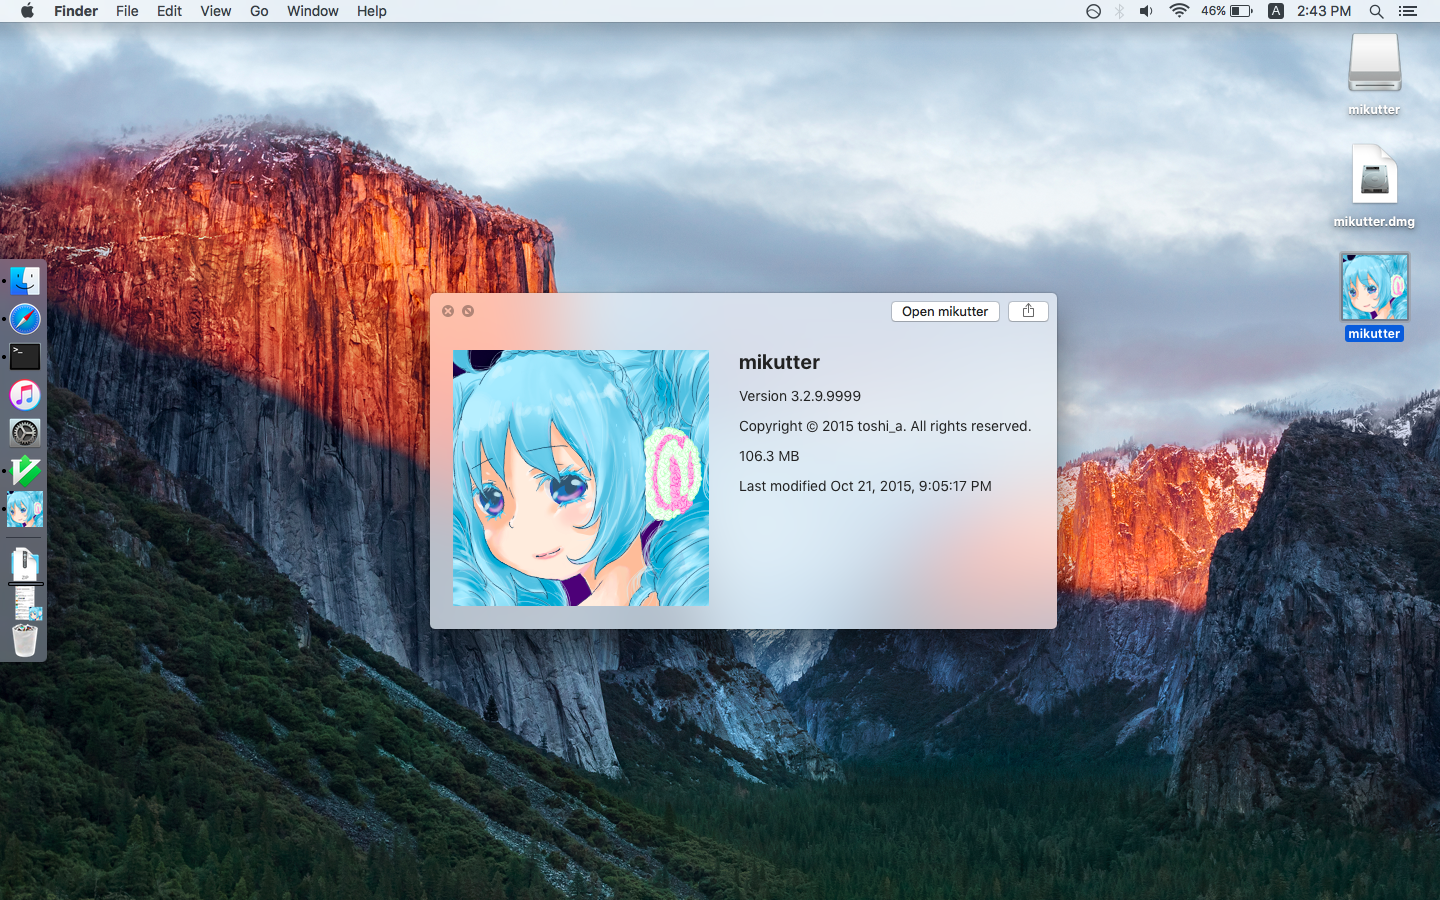 Finder File Edit View Go Window Help 46% A 2:43 PM
mikutter
mikutter.dmg
mikutter
Open mikutter
mikutter
Version 3.2.9.9999
Copyright © 2015 toshi_a. All rights reserved.
106.3 MB
Last modified Oct 21, 2015, 9:05:17 PM
>_
ZIP